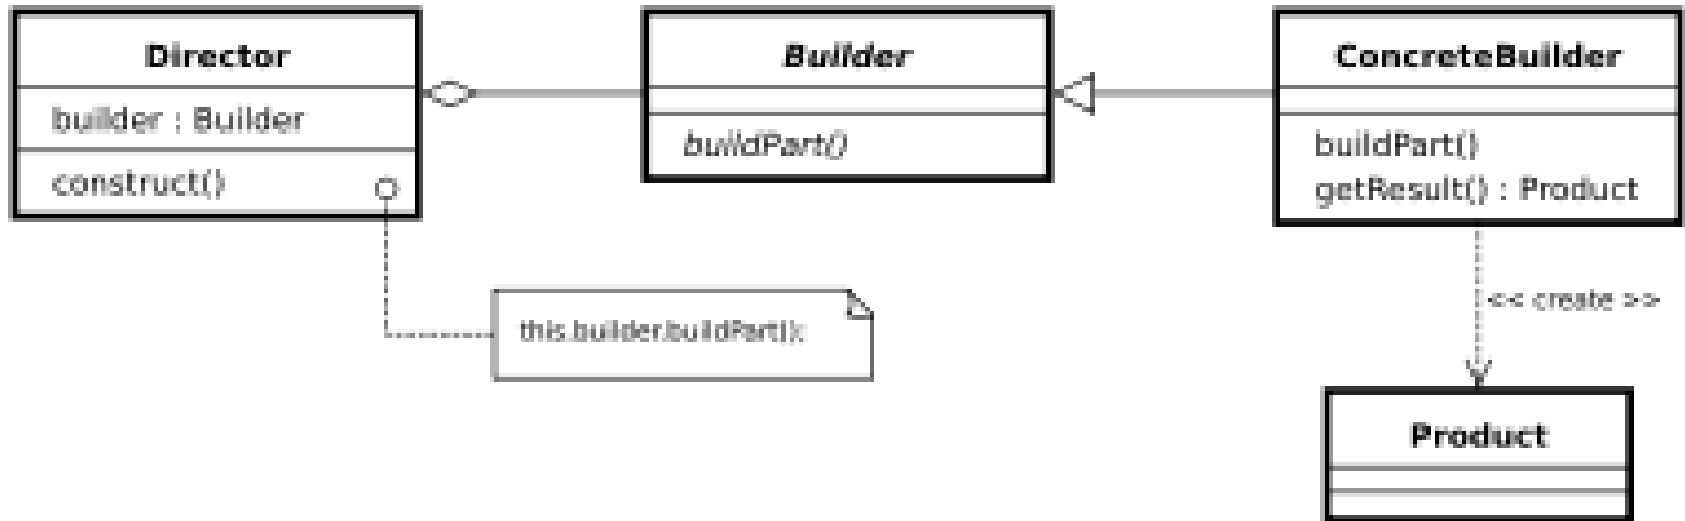 Director
builder : Builder
construct()
Builder
buildPart()
ConcreteBuilder
buildPart()
getResult() : Product
this.builder.buildPart();
<< create >>
Product